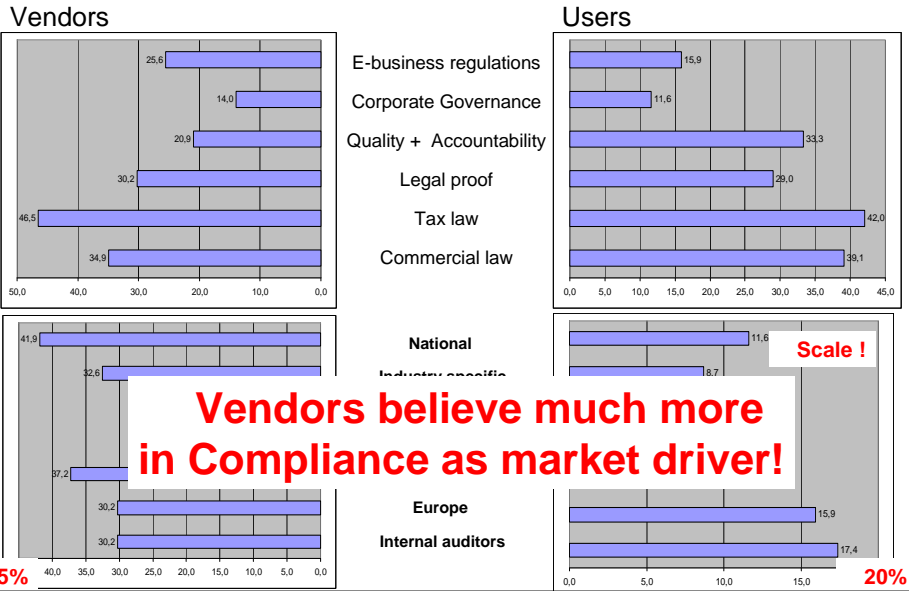 Vendors
Users
25,6
E-business regulations
15,9
14,0
Corporate Governance
11,6
20,9
Quality + Accountability
33,3
30,2
Legal proof
29,0
46,5
Tax law
42,0
34,9
Commercial law
39,1
50,0 40,0 30,0 20,0 10,0 0,0
0,0 5,0 10,0 15,0 20,0 25,0 30,0 35,0 40,0 45,0
41,9
National
11,6
Scale !
32,6
Industry specific
8,7
Vendors believe much more
in Compliance as market driver!
37,2
30,2
Europe
15,9
30,2
Internal auditors
17,4
5% 40,0 35,0 30,0 25,0 20,0 15,0 10,0 5,0 0,0
0,0 5,0 10,0 15,0 20%